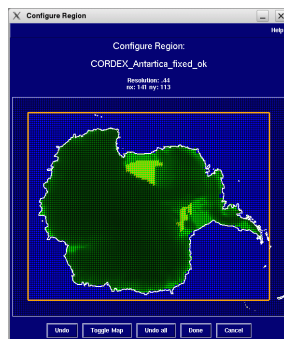 Configure Region
Help
Configure Region:
CORDEX_Antartica_fixed_ok
Resolution: .44
nx: 141 ny: 113
Undo
Toggle Map
Undo all
Done
Cancel